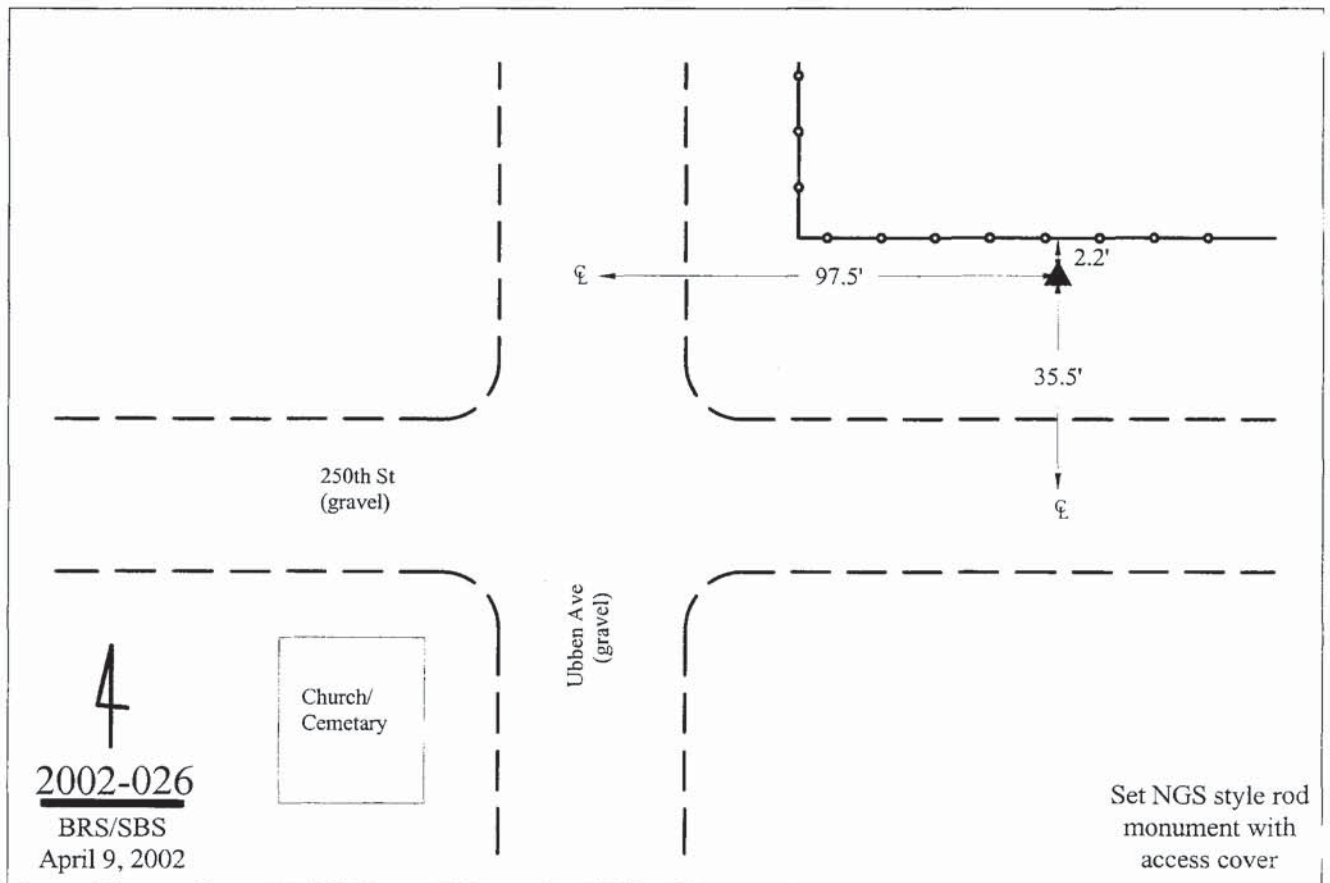 2.2'
℄
97.5'
35.5'
℄
250th St
(gravel)
Ubben Ave
(gravel)
Church/
Cemetary
2002-026
BRS/SBS
April 9, 2002
Set NGS style rod
monument with
access cover